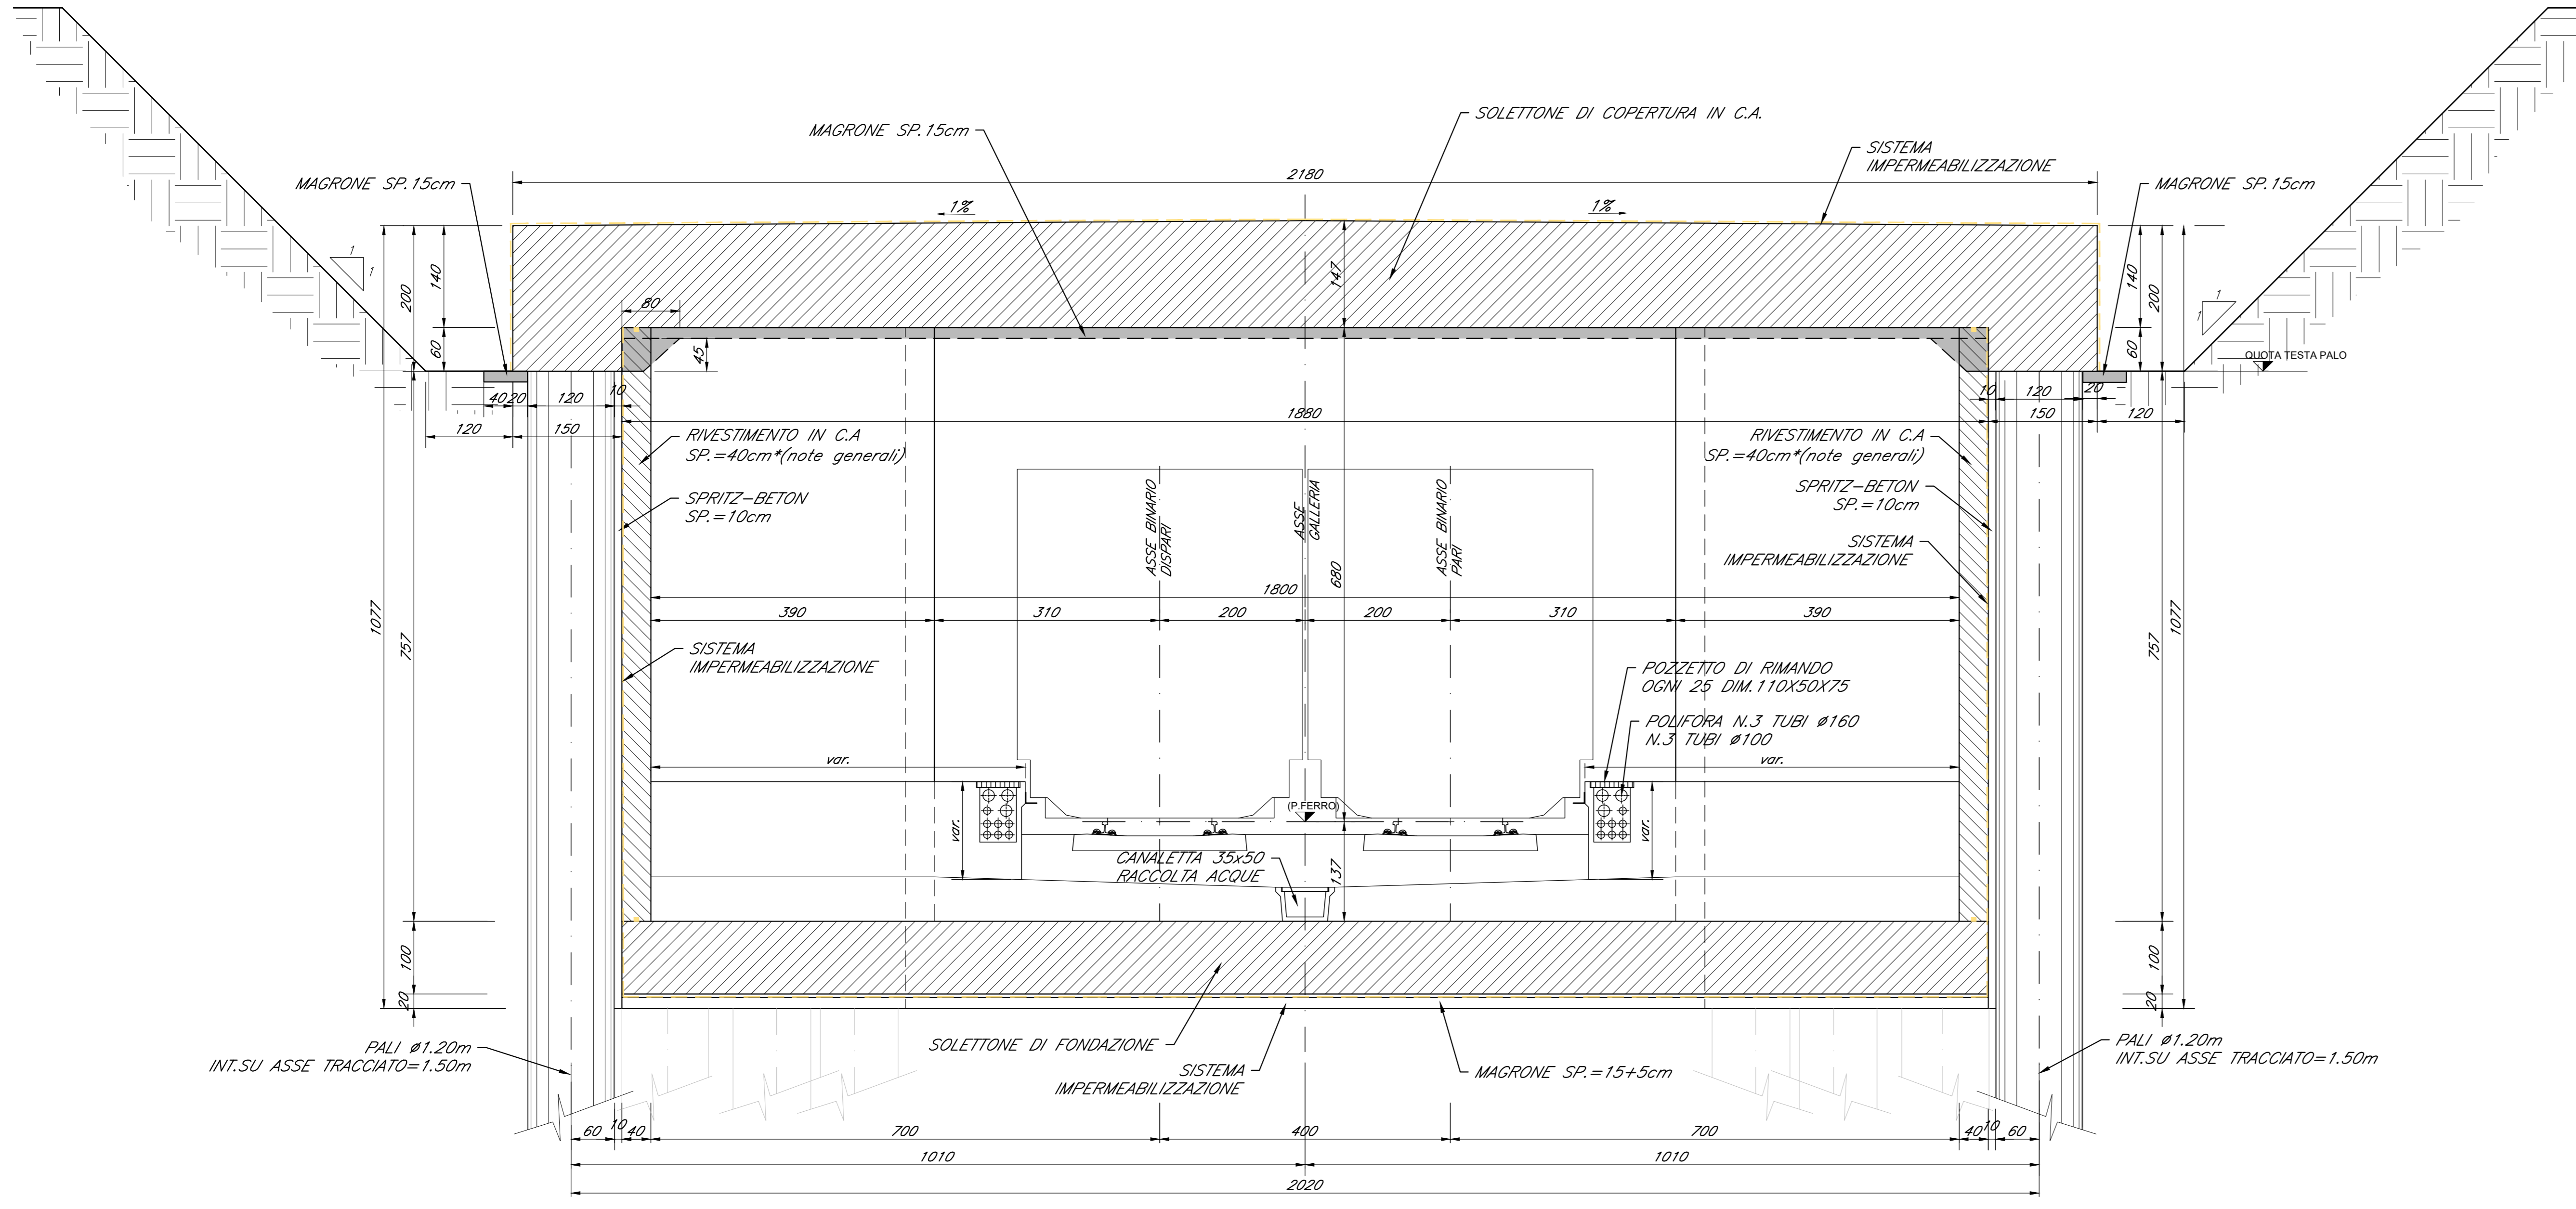 SOLETTONE DI COPERTURA IN C.A.
MAGRONE SP.15cm
SISTEMA
IMPERMEABILIZZAZIONE
MAGRONE SP.15cm
2180
MAGRONE SP.15cm
1%
1%
1
1
200
140
60
80
45
147
140
200
60
1
1
QUOTA TESTA PALO
40
20
120
10
120
150
1880
10
120
20
150
120
RIVESTIMENTO IN C.A
SP.=40cm*(note generali)
RIVESTIMENTO IN C.A
SP.=40cm*(note generali)
SPRITZ-BETON
SP.=10cm
SPRITZ-BETON
SP.=10cm
ASSE BINARIO
DISPARI
ASSE
GALLERIA
ASSE BINARIO
PARI
SISTEMA
IMPERMEABILIZZAZIONE
680
1800
390
310
200
200
310
390
1077
757
757
1077
SISTEMA
IMPERMEABILIZZAZIONE
POZZETTO DI RIMANDO
OGNI 25 DIM.110X50X75
POLIFORA N.3 TUBI ø160
N.3 TUBI ø100
var.
var.
var.
var.
(P.FERRO)
CANALETTA 35x50
RACCOLTA ACQUE
137
100
20
100
20
SOLETTONE DI FONDAZIONE
SISTEMA
IMPERMEABILIZZAZIONE
MAGRONE SP.=15+5cm
PALI ø1.20m
INT.SU ASSE TRACCIATO=1.50m
PALI ø1.20m
INT.SU ASSE TRACCIATO=1.50m
60
10
40
700
400
700
40
10
60
1010
1010
2020